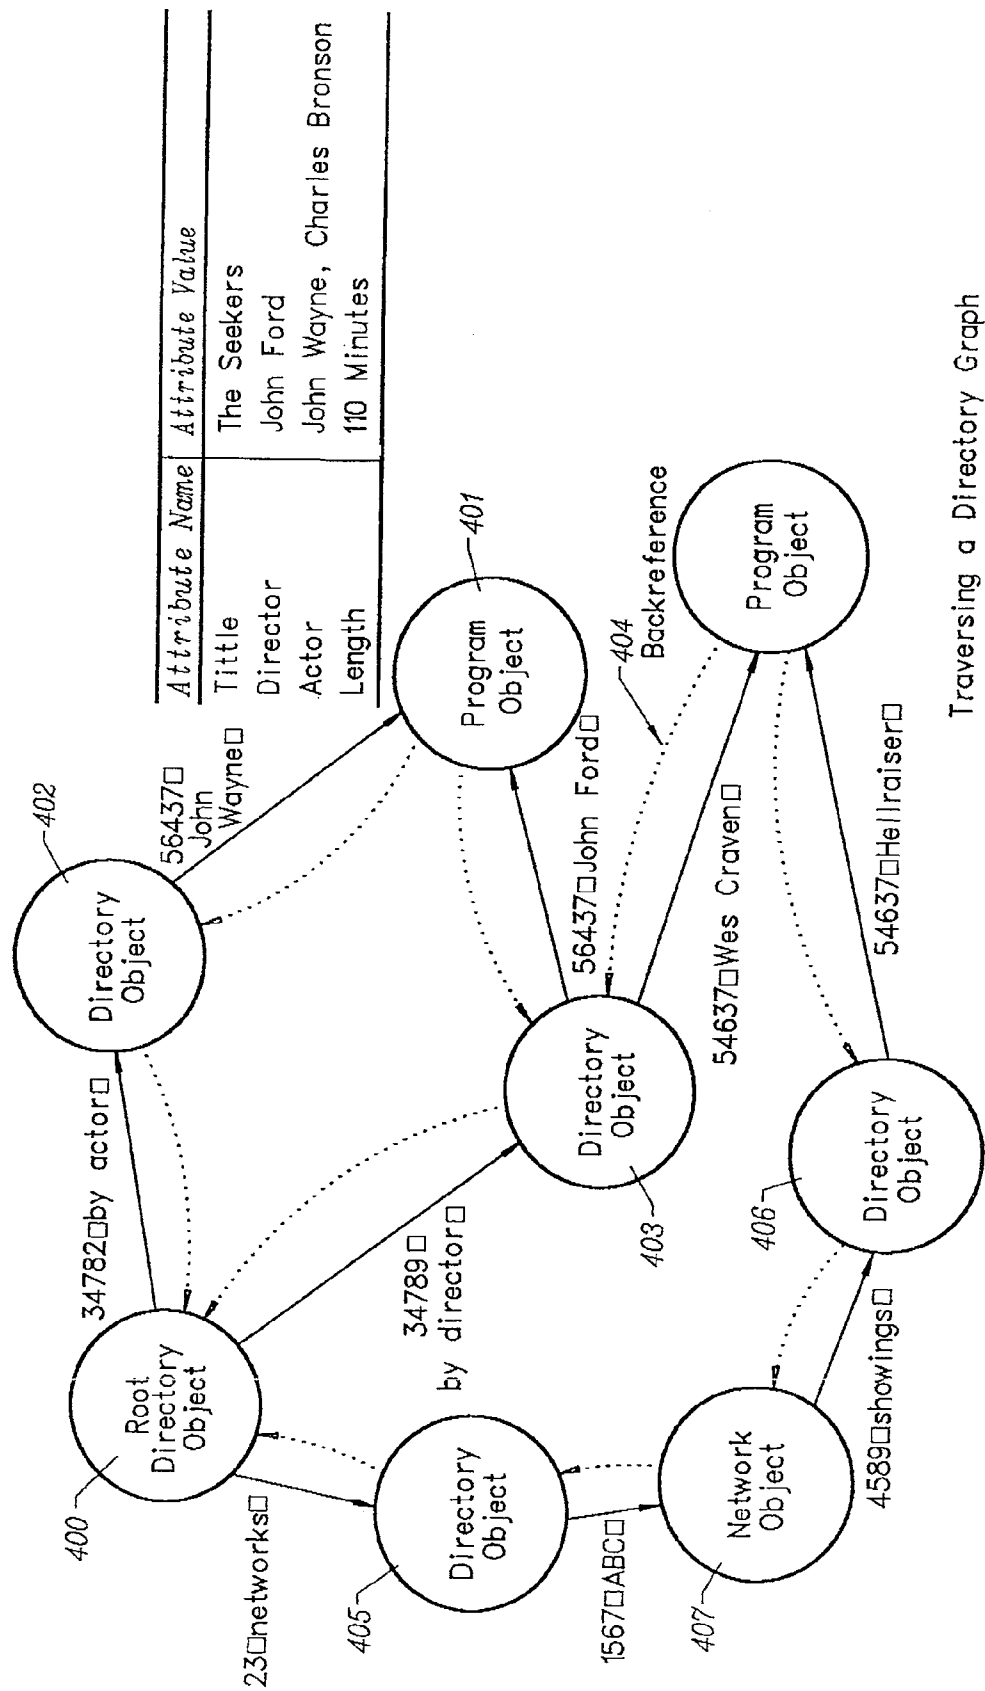 Attribute Name Attribute Value
Tittle The Seekers
Director John Ford
Actor John Wayne, Charles Bronson
Length 110 Minutes
402
Directory
Object
56437□
John
Wayne□
401
Program
Object
34782□by actor□
400
Root
Directory
Object
34789□
by director□
403
Directory
Object
56437□John Ford□
404
Backreference
54637□Wes Craven□
Program
Object
23□networks□
405
Directory
Object
1567□ABC□
407
Network
Object
4589□showings□
406
Directory
Object
54637□Hellraiser□
Traversing a Directory Graph